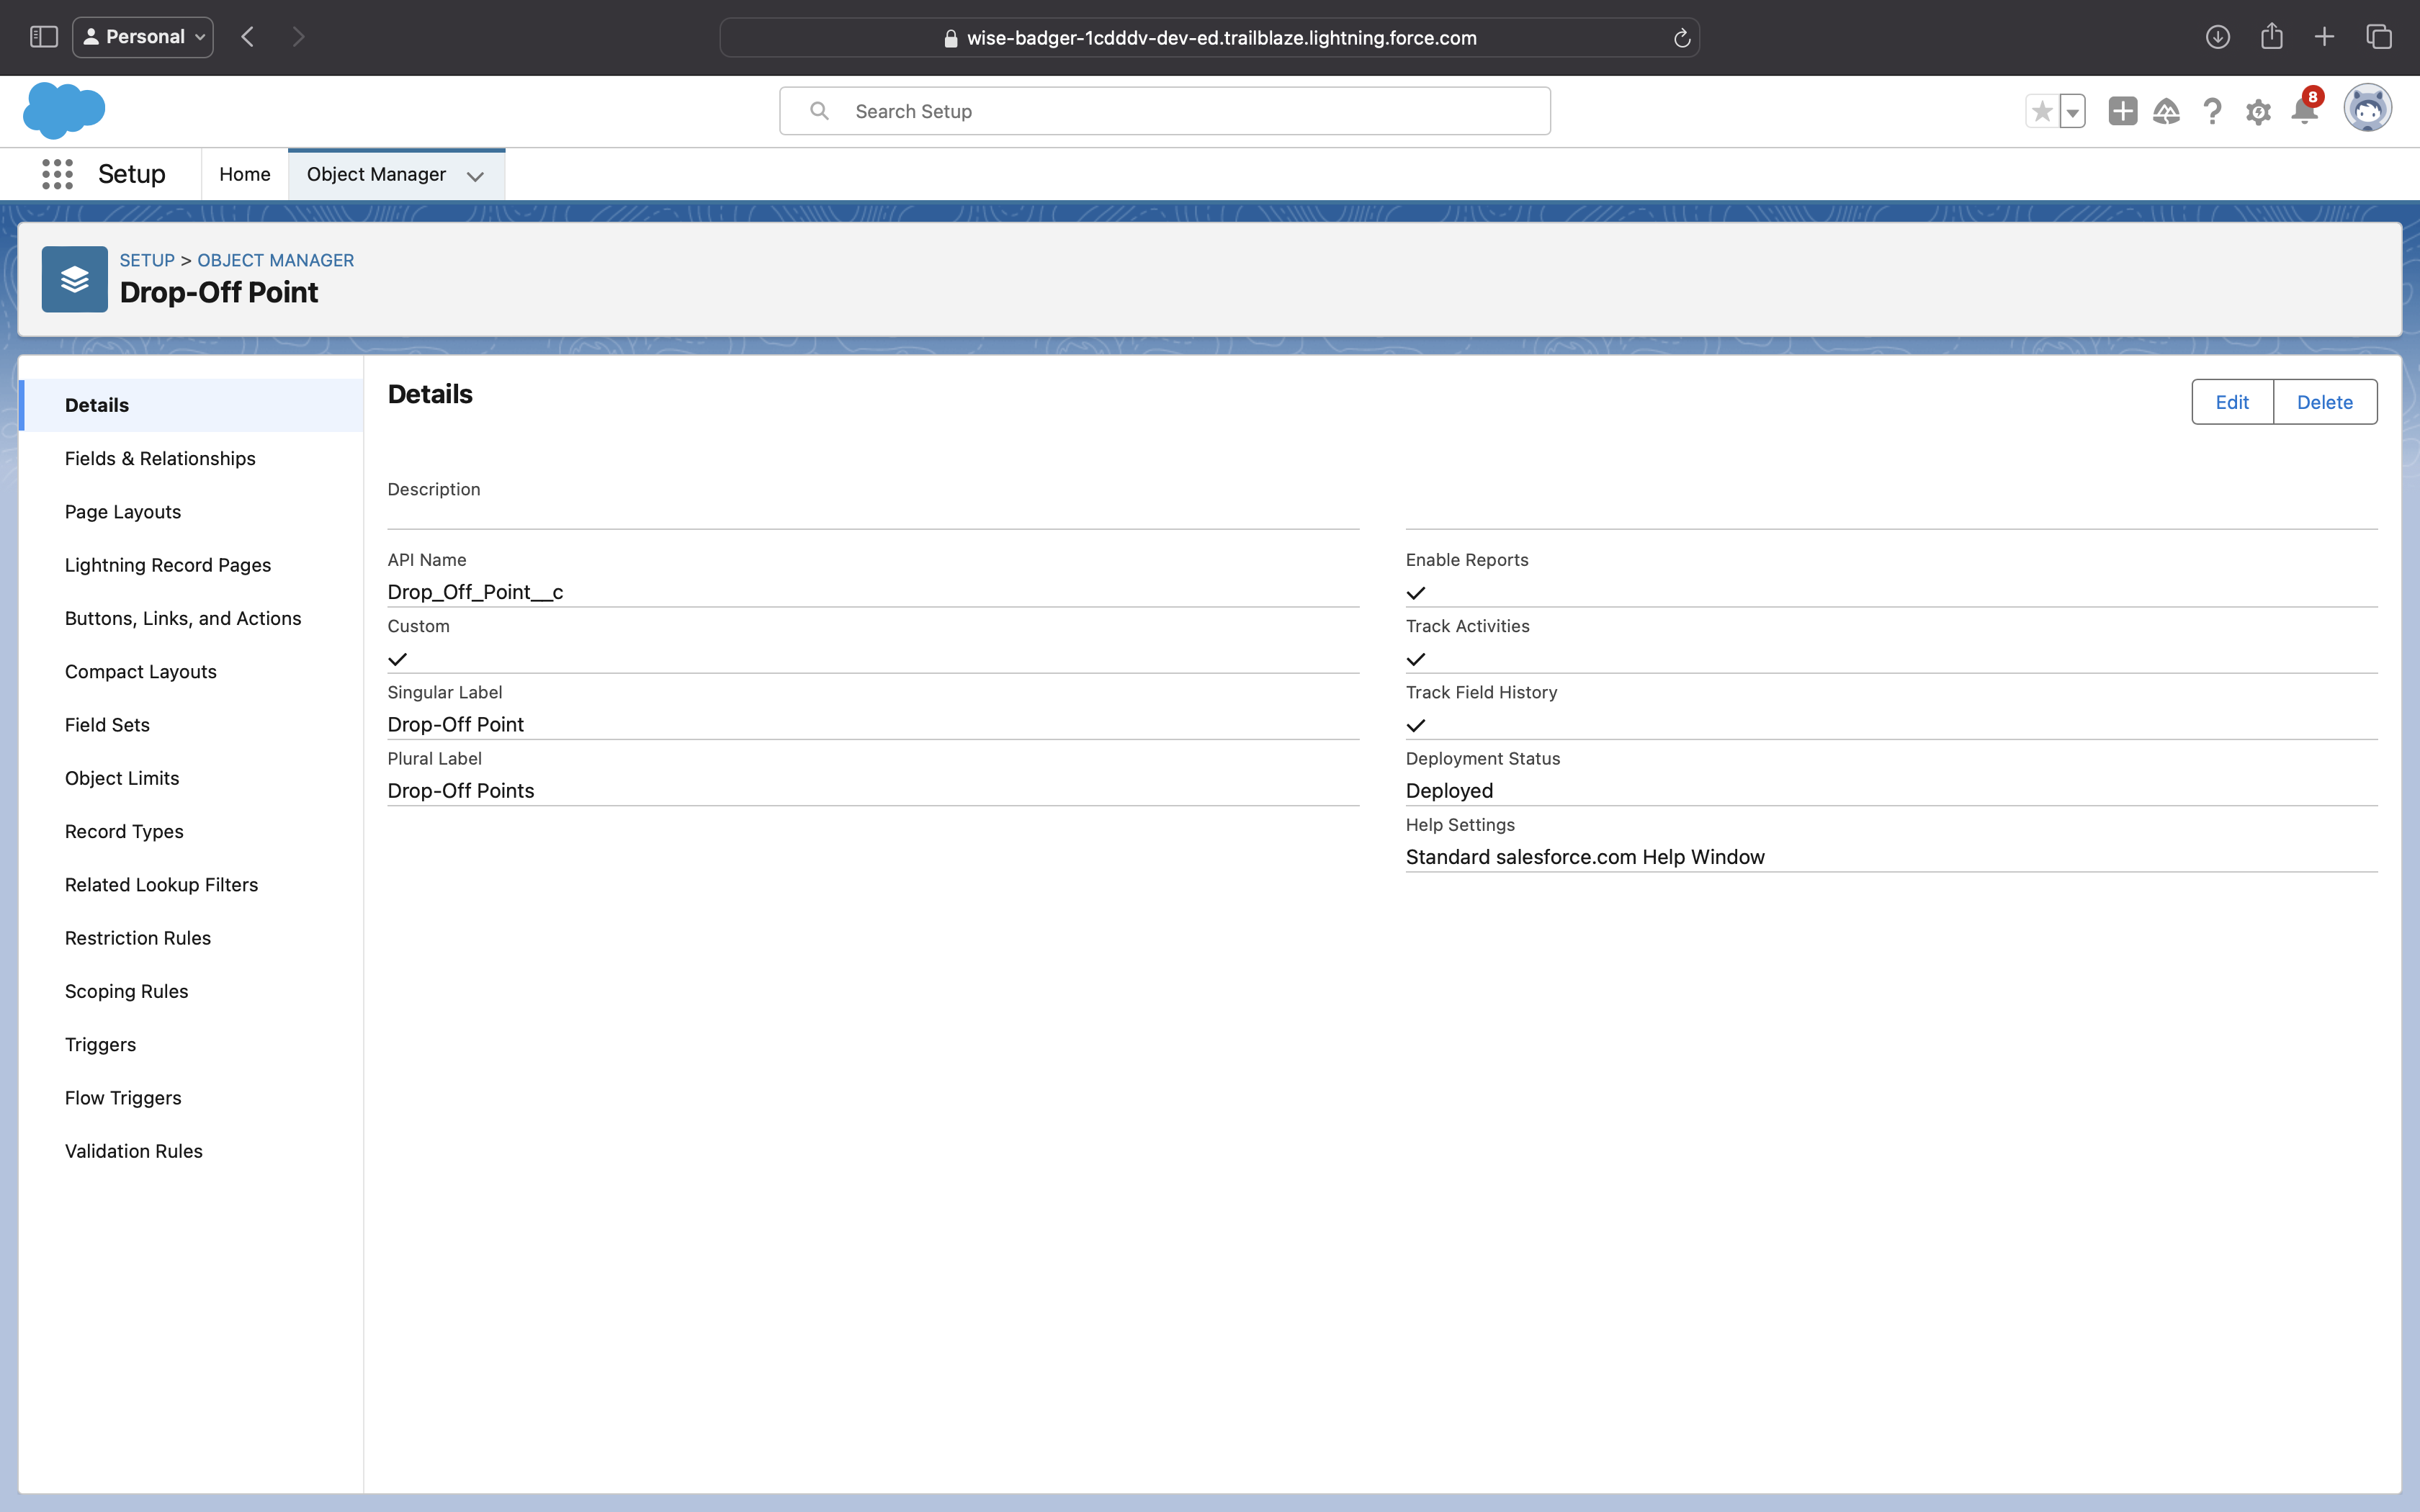 Personal
wise-badger-1cdddv-dev-ed.trailblaze.lightning.force.com
Search Setup
8
Setup
Home
Object Manager
SETUP > OBJECT MANAGER
Drop-Off Point
Details
Fields & Relationships
Page Layouts
Lightning Record Pages
Buttons, Links, and Actions
Compact Layouts
Field Sets
Object Limits
Record Types
Related Lookup Filters
Restriction Rules
Scoping Rules
Triggers
Flow Triggers
Validation Rules
Details
Edit
Delete
Description
API Name
Drop_Off_Point__c
Custom
Singular Label
Drop-Off Point
Plural Label
Drop-Off Points
Enable Reports
Track Activities
Track Field History
Deployment Status
Deployed
Help Settings
Standard salesforce.com Help Window